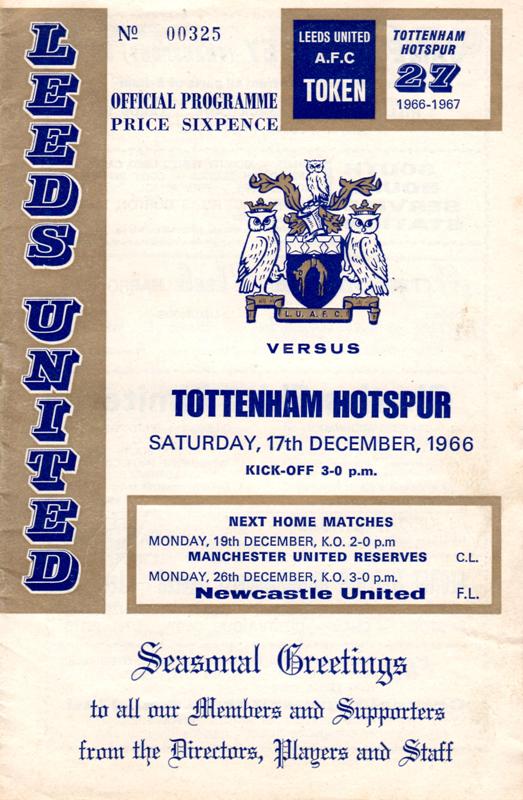 LEEDS UNITED
Nº 00325
OFFICIAL PROGRAMME
PRICE SIXPENCE
LEEDS UNITED
A.F.C
TOKEN
TOTTENHAM
HOTSPUR
27
1966-1967
L.U.A.F.C.
VERSUS
TOTTENHAM HOTSPUR
SATURDAY, 17th DECEMBER, 1966
KICK-OFF 3-0 p.m.
NEXT HOME MATCHES
MONDAY, 19th DECEMBER, K.O. 2-0 p.m
MANCHESTER UNITED RESERVES C.L.
MONDAY, 26th DECEMBER, K.O. 3-0 p.m.
Newcastle United F.L.
Seasonal Greetings
to all our Members and Supporters
from the Directors, Players and Staff